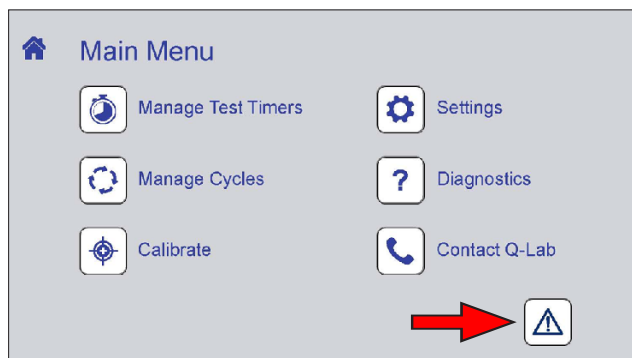 Main Menu
Manage Test Timers
Settings
Manage Cycles
?
Diagnostics
Calibrate
Contact Q-Lab